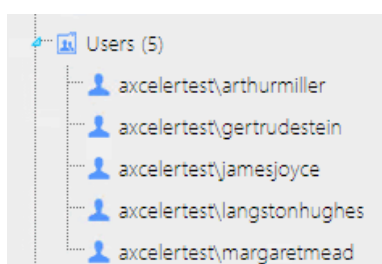 Users (5)
axcelertest\arthurmiller
axcelertest\gertrudestein
axcelertest\jamesjoyce
axcelertest\langstonhughes
axcelertest\margaretmead